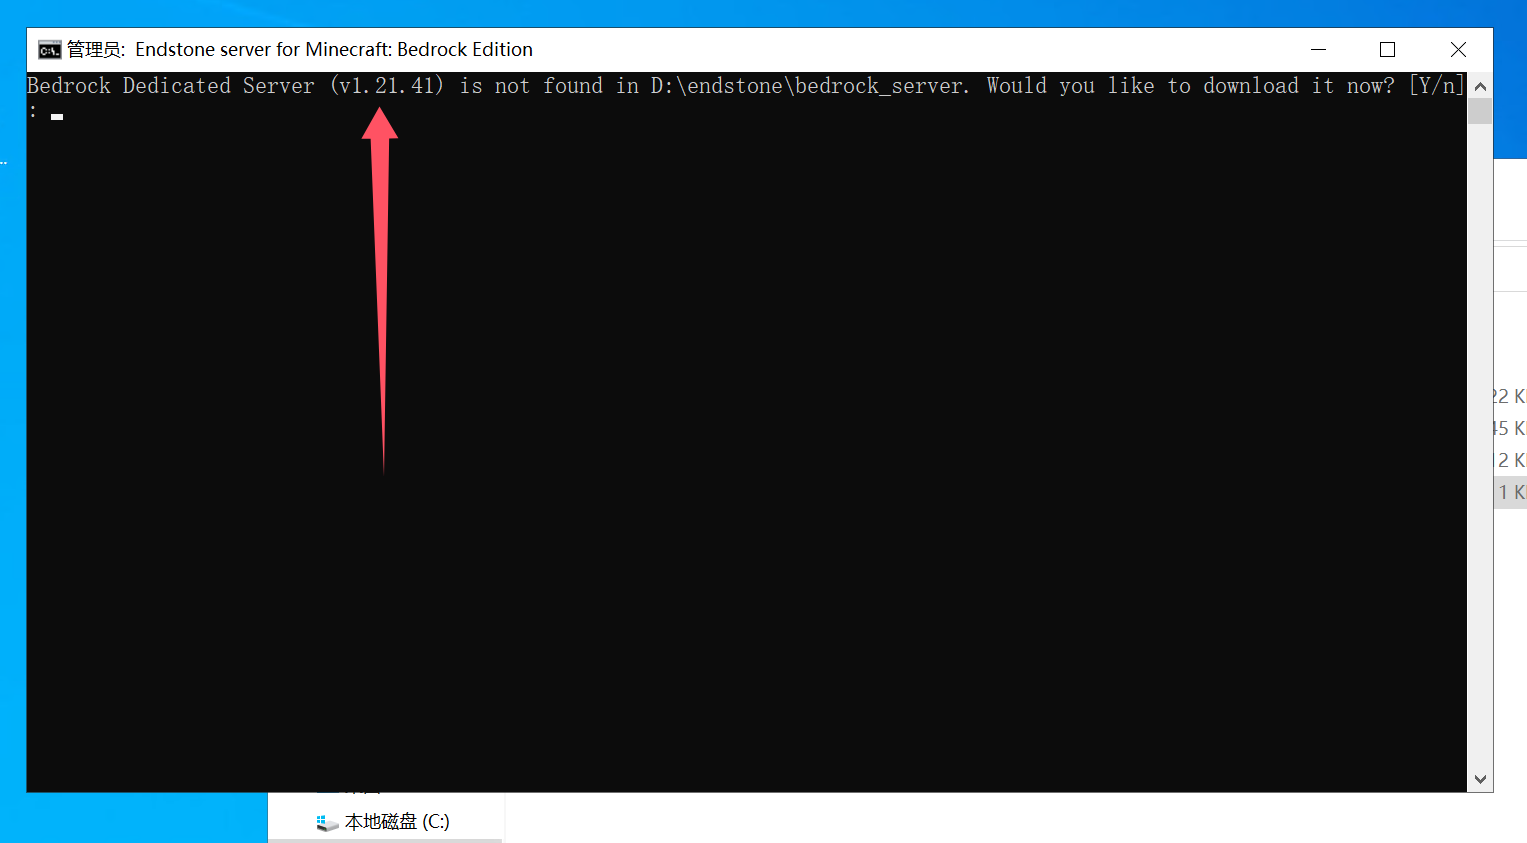 管理员: Endstone server for Minecraft: Bedrock Edition
Bedrock Dedicated Server (v1.21.41) is not found in D:\endstone\bedrock_server. Would you like to download it now? [Y/n]
:
22 K
45 K
12 K
1 K
本地磁盘 (C:)